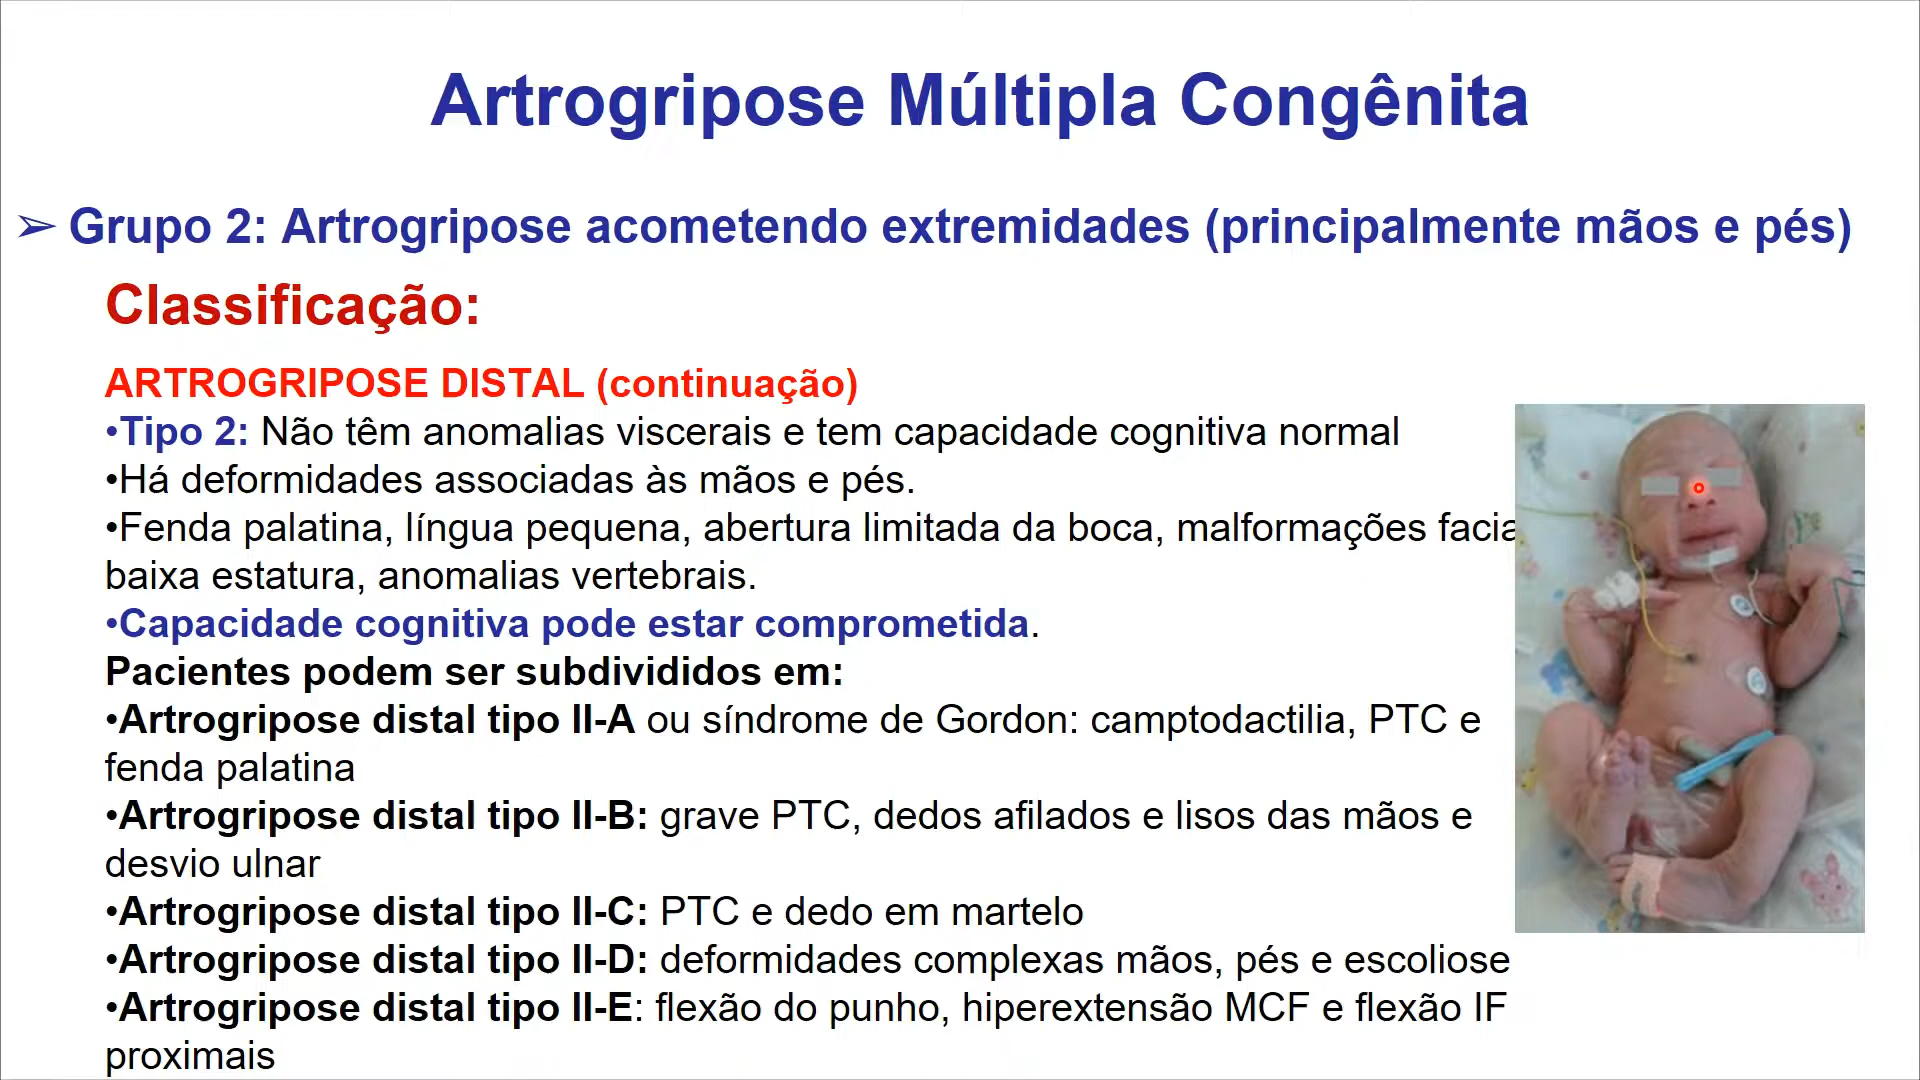 Artrogripose Múltipla Congênita
➢ Grupo 2: Artrogripose acometendo extremidades (principalmente mãos e pés)
Classificação:
ARTROGRIPOSE DISTAL (continuação)
•Tipo 2: Não têm anomalias viscerais e tem capacidade cognitiva normal
•Há deformidades associadas às mãos e pés.
•Fenda palatina, língua pequena, abertura limitada da boca, malformações facia
baixa estatura, anomalias vertebrais.
•Capacidade cognitiva pode estar comprometida.
Pacientes podem ser subdivididos em:
•Artrogripose distal tipo II-A ou síndrome de Gordon: camptodactilia, PTC e
fenda palatina
•Artrogripose distal tipo II-B: grave PTC, dedos afilados e lisos das mãos e
desvio ulnar
•Artrogripose distal tipo II-C: PTC e dedo em martelo
•Artrogripose distal tipo II-D: deformidades complexas mãos, pés e escoliose
•Artrogripose distal tipo II-E: flexão do punho, hiperextensão MCF e flexão IF
proximais